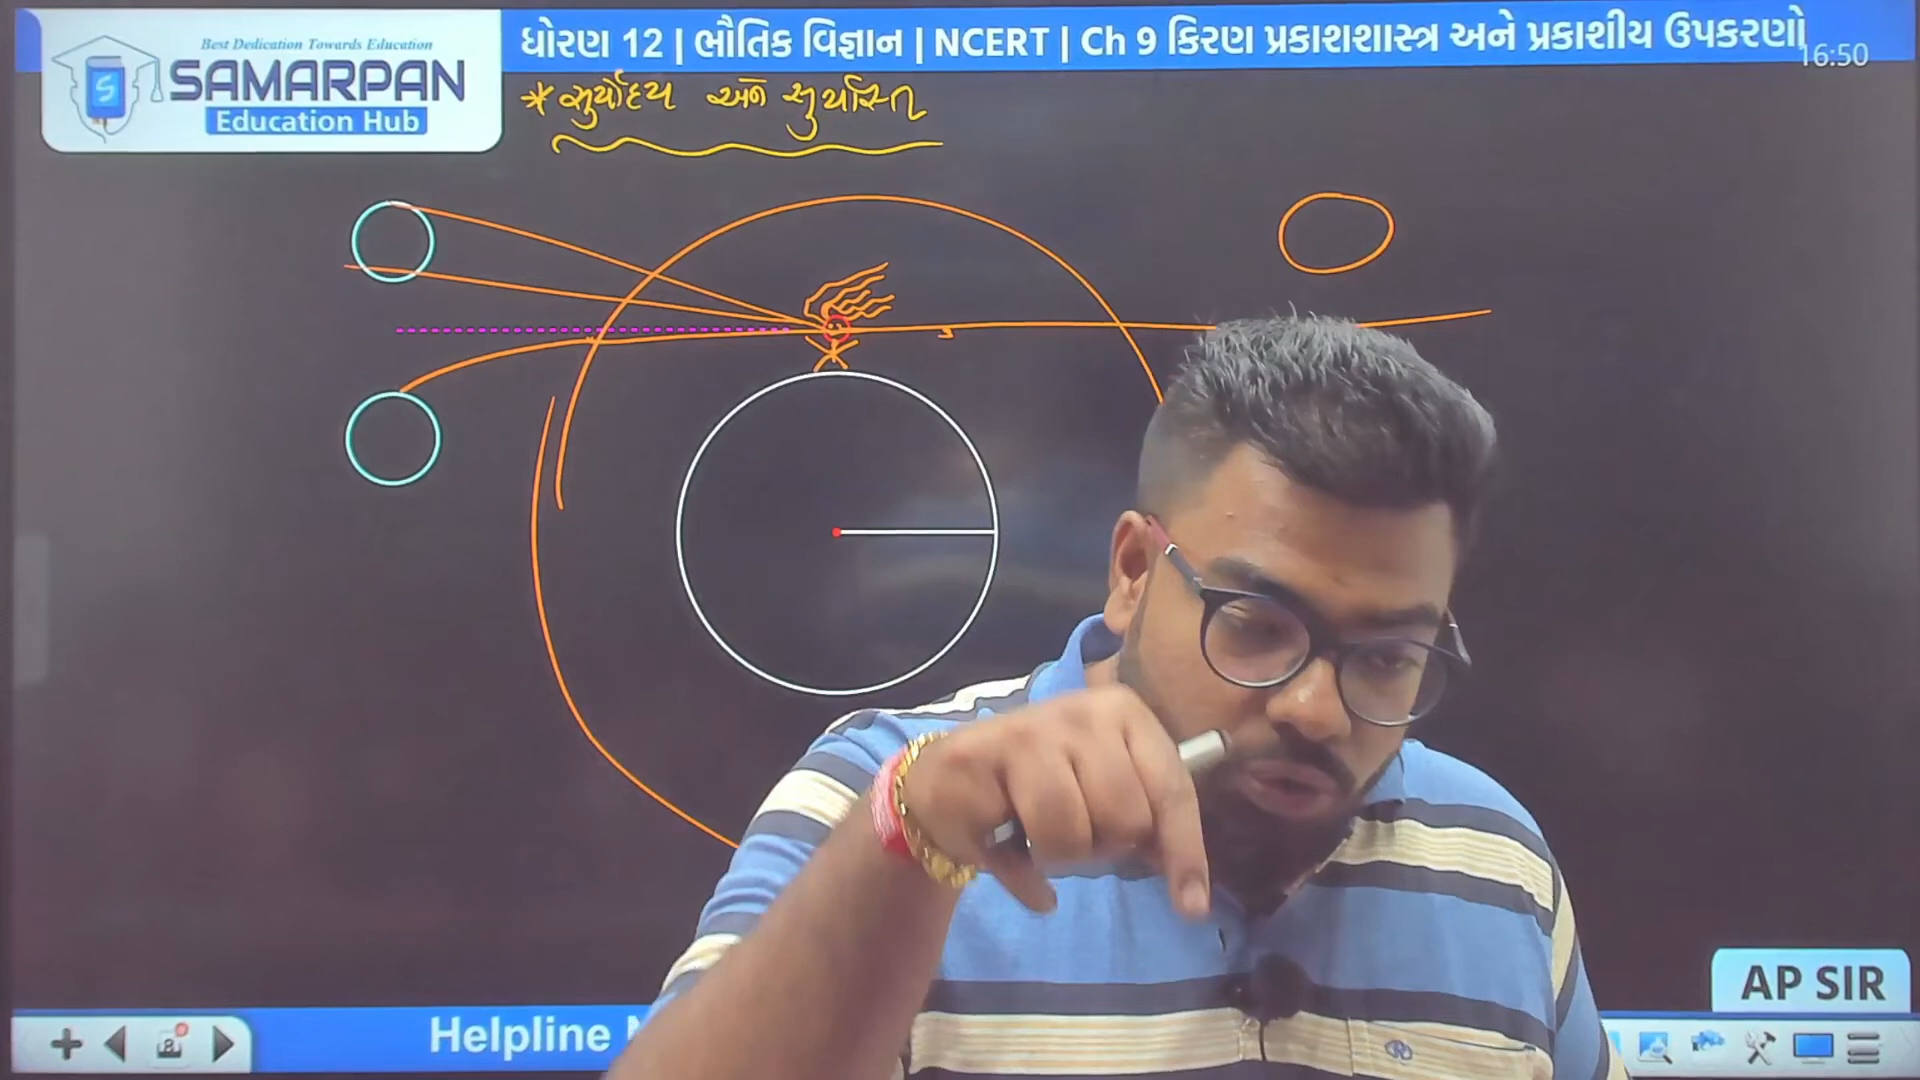 Best Dedication Towards Education
SAMARPAN
Education Hub
ધોરણ 12 | ભૌતિક વિજ્ઞાન | NCERT | Ch 9 કિરણ પ્રકાશશાસ્ત્ર અને પ્રકાશીય ઉપકરણો
16:50
* સુર્યોદય અને સુર્યાસ્ત
AP SIR
Helpline